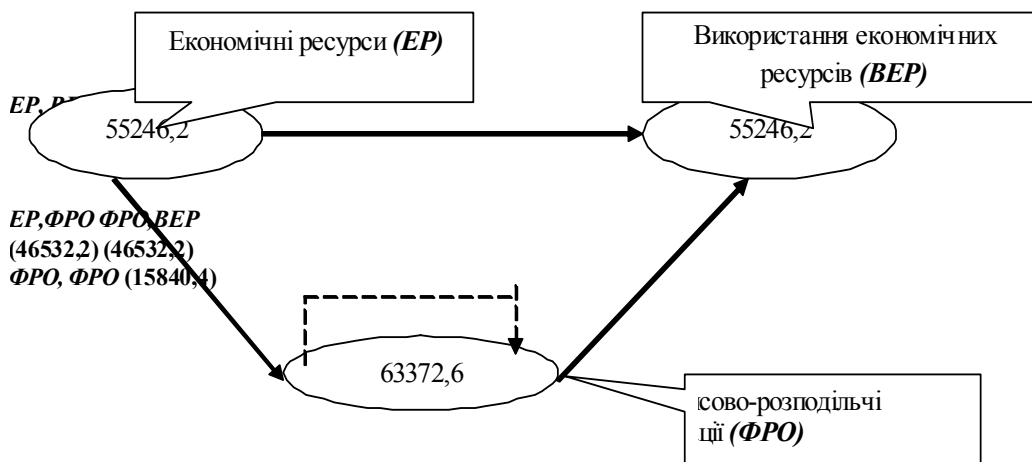 Економічні ресурси (ЕР)
Використання економічних
ресурсів (ВЕР)
ЕР,
55246,2
55246,2
ЕР,ФРО ФРО,ВЕР
(46532,2) (46532,2)
ФРО, ФРО (15840,4)
63372,6
сово-розподільчі
ції (ФРО)